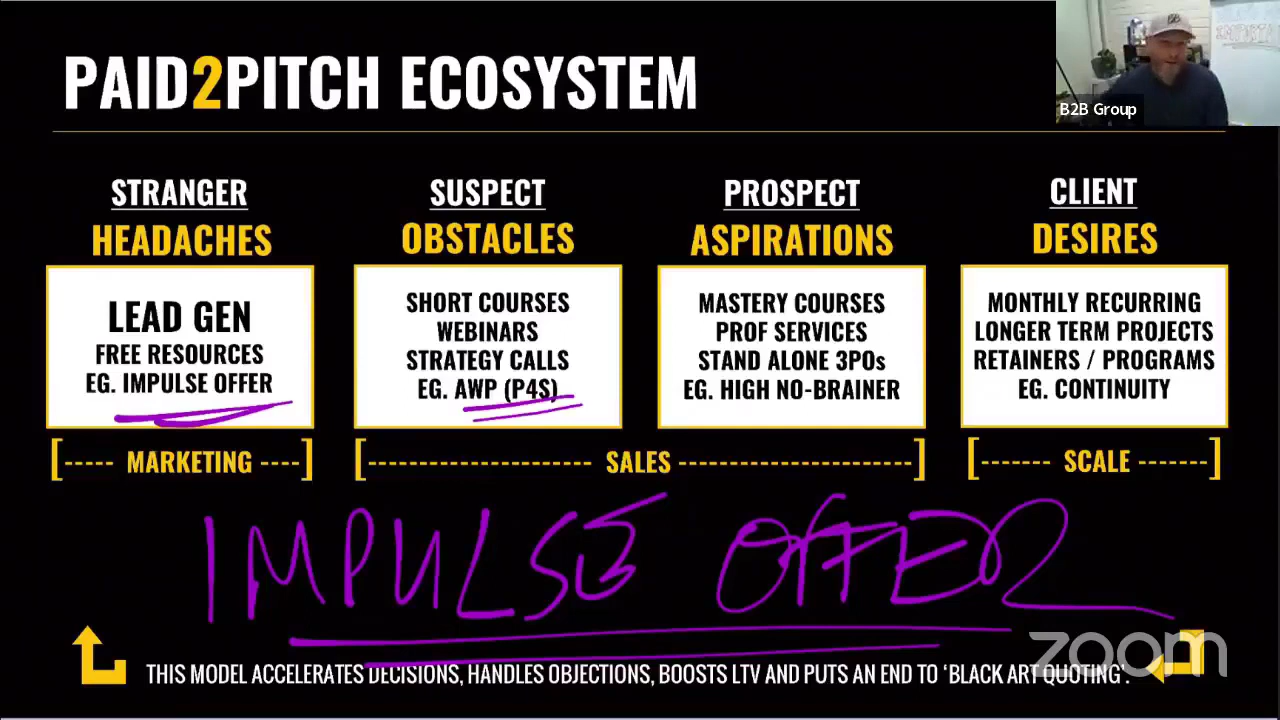 PAID2PITCH ECOSYSTEM
B2B Group
STRANGER
HEADACHES
LEAD GEN
FREE RESOURCES
EG. IMPULSE OFFER
SUSPECT
OBSTACLES
SHORT COURSES
WEBINARS
STRATEGY CALLS
EG. AWP (P4S)
PROSPECT
ASPIRATIONS
MASTERY COURSES
PROF SERVICES
STAND ALONE 3POs
EG. HIGH NO-BRAINER
CLIENT
DESIRES
MONTHLY RECURRING
LONGER TERM PROJECTS
RETAINERS / PROGRAMS
EG. CONTINUITY
[----- MARKETING ----]
[----------------------- SALES ------------------------]
[------- SCALE -------]
IMPULSE OFFER
THIS MODEL ACCELERATES DECISIONS, HANDLES OBJECTIONS, BOOSTS LTV AND PUTS AN END TO ‘BLACK ART QUOTING’.
zoom